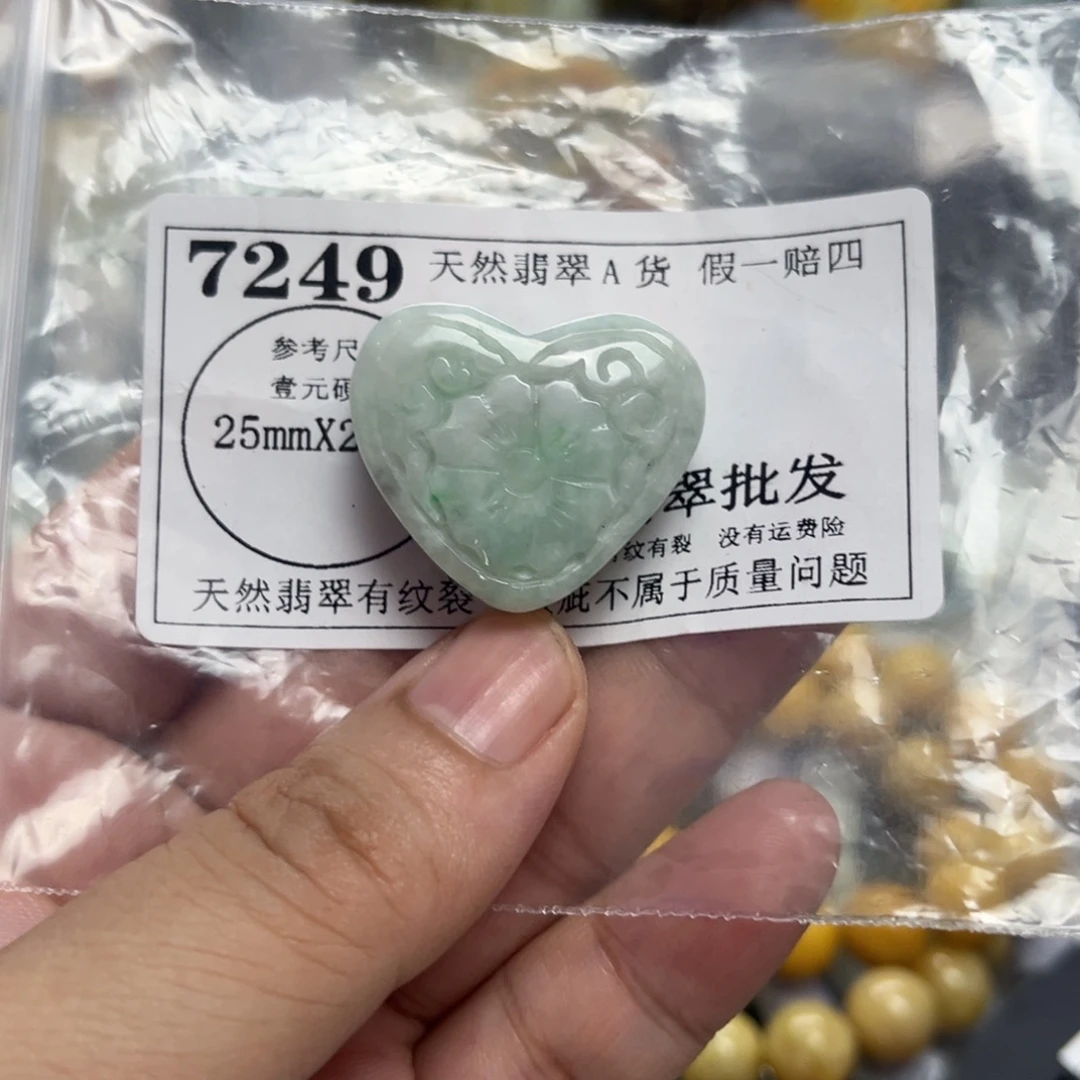 7249 天然翡翠A货 假一赔四
参考尺
壹元硬
25mmX2
翠批发
纹有裂 没有运费险
天然翡翠有纹裂 疵不属于质量问题